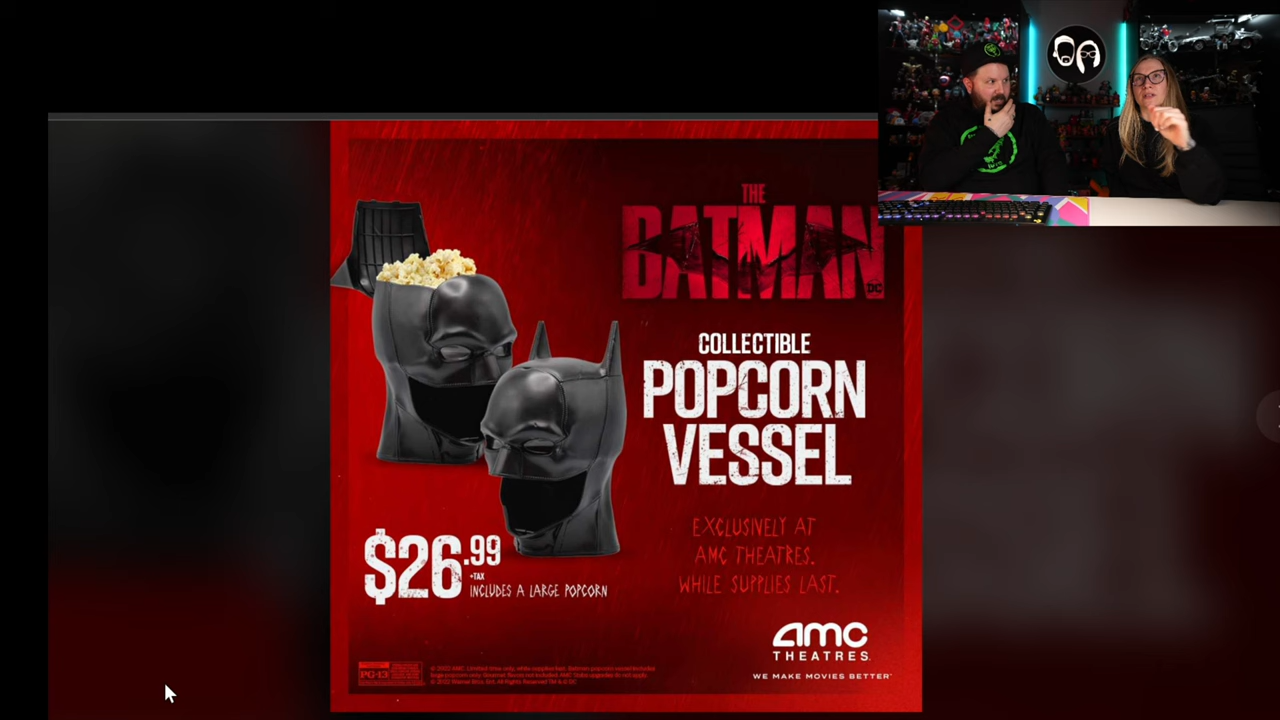 THE
BATMAN
DC
COLLECTIBLE
POPCORN
VESSEL
EXCLUSIVELY AT
AMC THEATRES.
WHILE SUPPLIES LAST.
$26.99
+TAX
INCLUDES A LARGE POPCORN
amc
THEATRES.
WE MAKE MOVIES BETTER™
PG-13